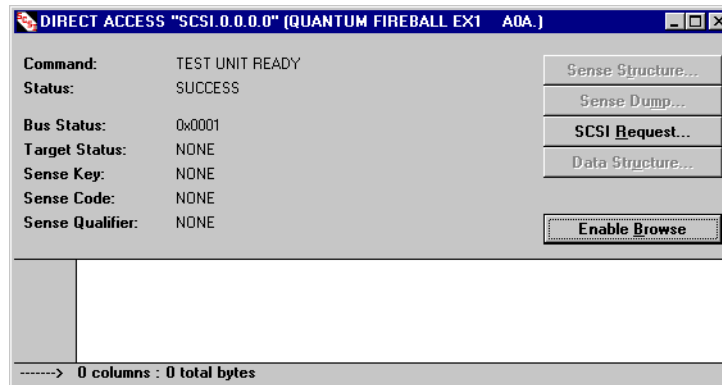 DIRECT ACCESS "SCSI.0.0.0.0" (QUANTUM FIREBALL EX1 A0A.)
Command: TEST UNIT READY
Status: SUCCESS
Bus Status: 0x0001
Target Status: NONE
Sense Key: NONE
Sense Code: NONE
Sense Qualifier: NONE
Sense Structure...
Sense Dump...
SCSI Request...
Data Structure...
Enable Browse
-------> 0 columns : 0 total bytes